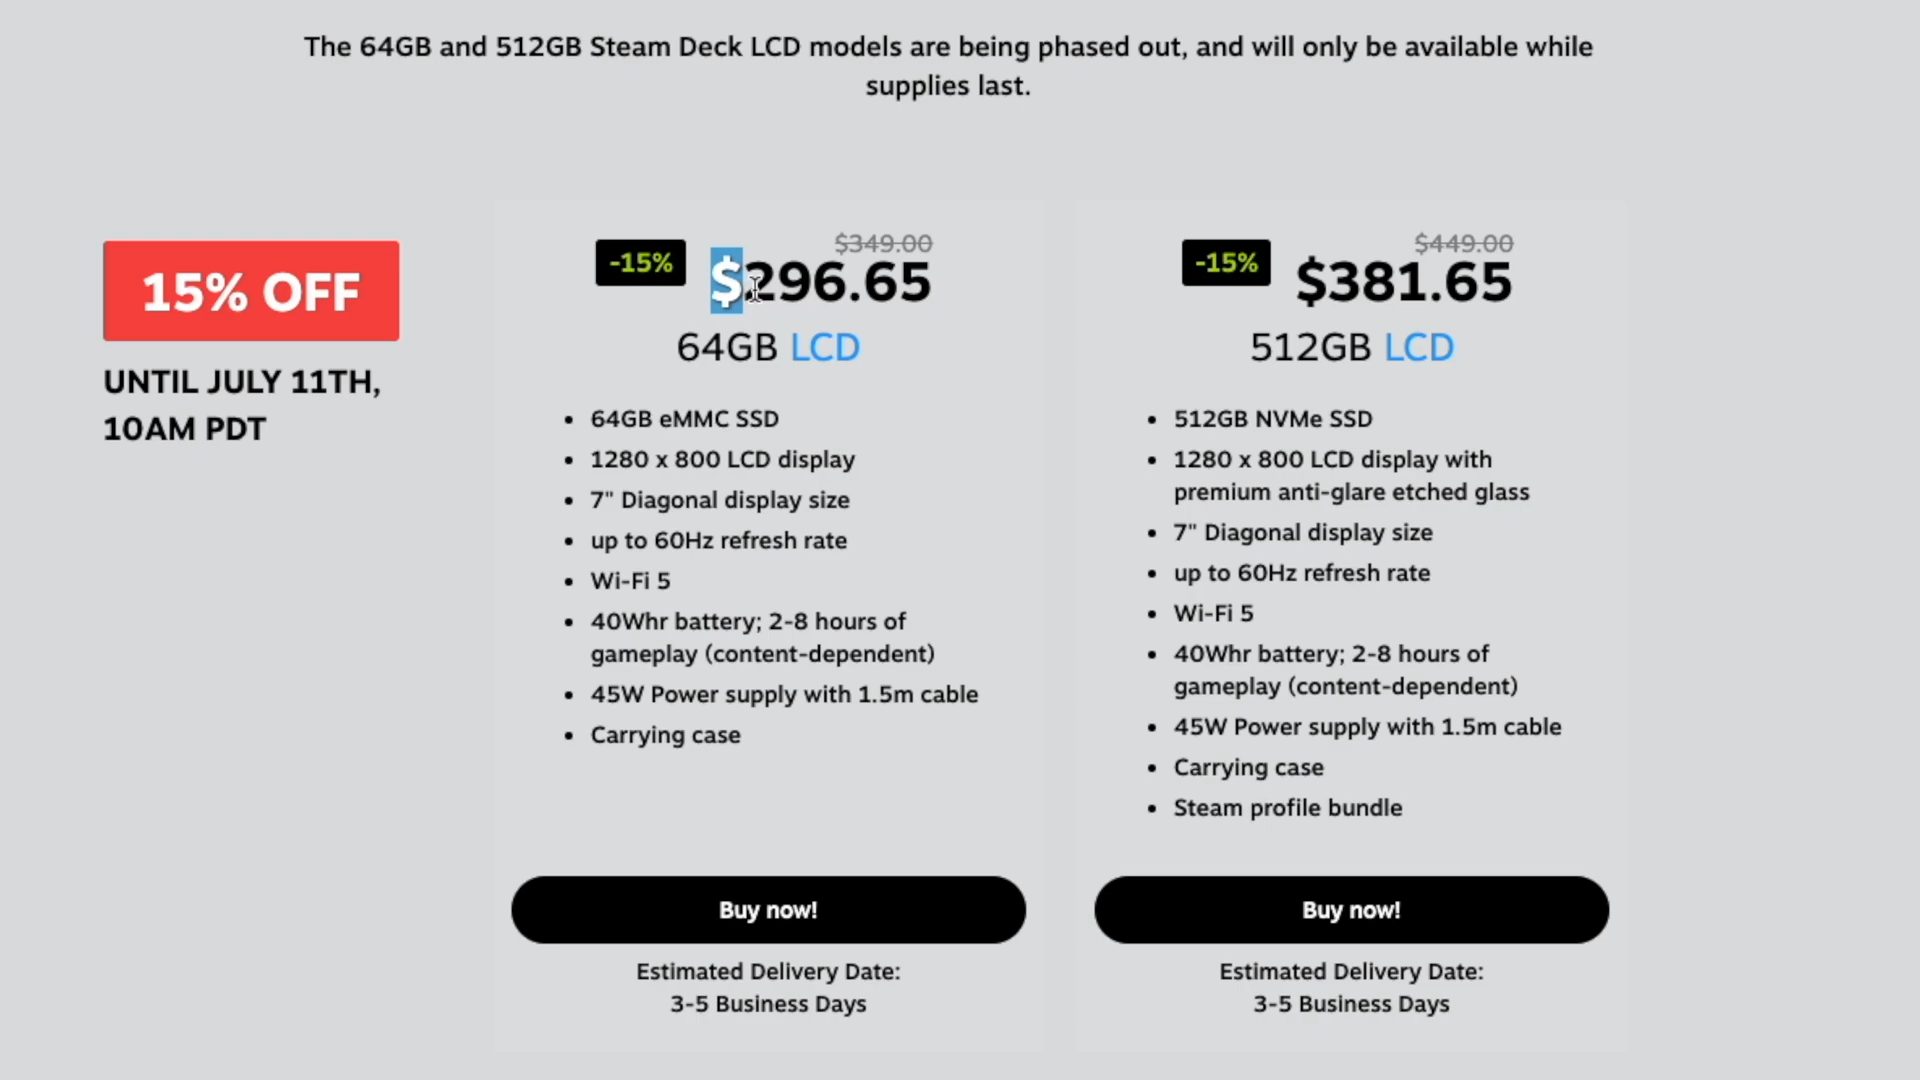 The 64GB and 512GB Steam Deck LCD models are being phased out, and will only be available while
supplies last.
15% OFF
UNTIL JULY 11TH,
10AM PDT
-15%
$349.00
$296.65
64GB LCD
• 64GB eMMC SSD
• 1280 x 800 LCD display
• 7" Diagonal display size
• up to 60Hz refresh rate
• Wi-Fi 5
• 40Whr battery; 2-8 hours of
gameplay (content-dependent)
• 45W Power supply with 1.5m cable
• Carrying case
Buy now!
Estimated Delivery Date:
3-5 Business Days
-15%
$449.00
$381.65
512GB LCD
• 512GB NVMe SSD
• 1280 x 800 LCD display with
premium anti-glare etched glass
• 7" Diagonal display size
• up to 60Hz refresh rate
• Wi-Fi 5
• 40Whr battery; 2-8 hours of
gameplay (content-dependent)
• 45W Power supply with 1.5m cable
• Carrying case
• Steam profile bundle
Buy now!
Estimated Delivery Date:
3-5 Business Days